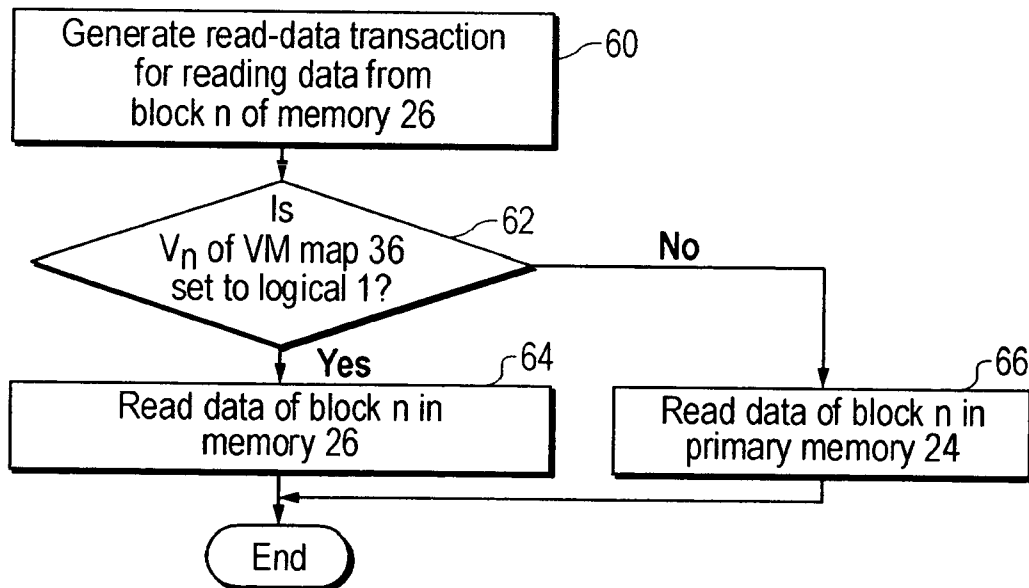 Generate read-data transaction
for reading data from
block n of memory 26
60
Is
Vn of VM map 36
set to logical 1?
62
No
Yes
64
66
Read data of block n in
memory 26
Read data of block n in
primary memory 24
End